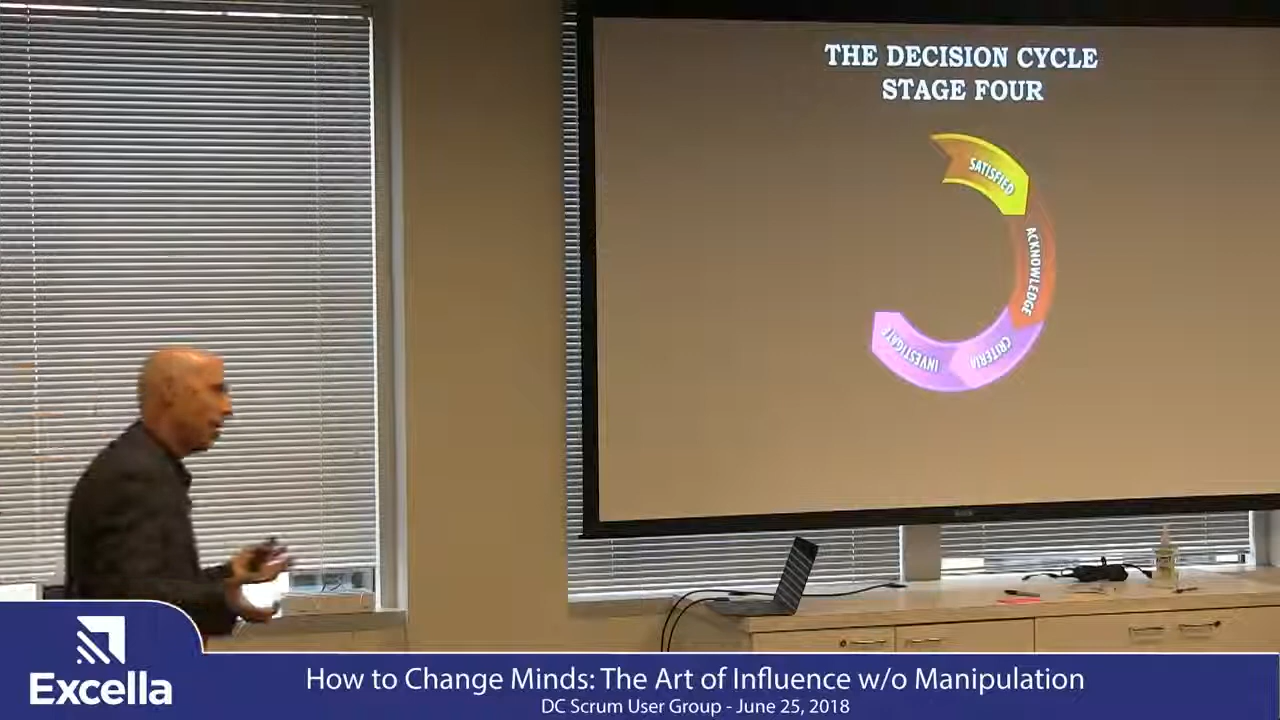 THE DECISION CYCLE
STAGE FOUR
SATISFIED
ACKNOWLEDGE
CRITERIA
INVESTIGATE
Excella
How to Change Minds: The Art of Influence w/o Manipulation
DC Scrum User Group - June 25, 2018